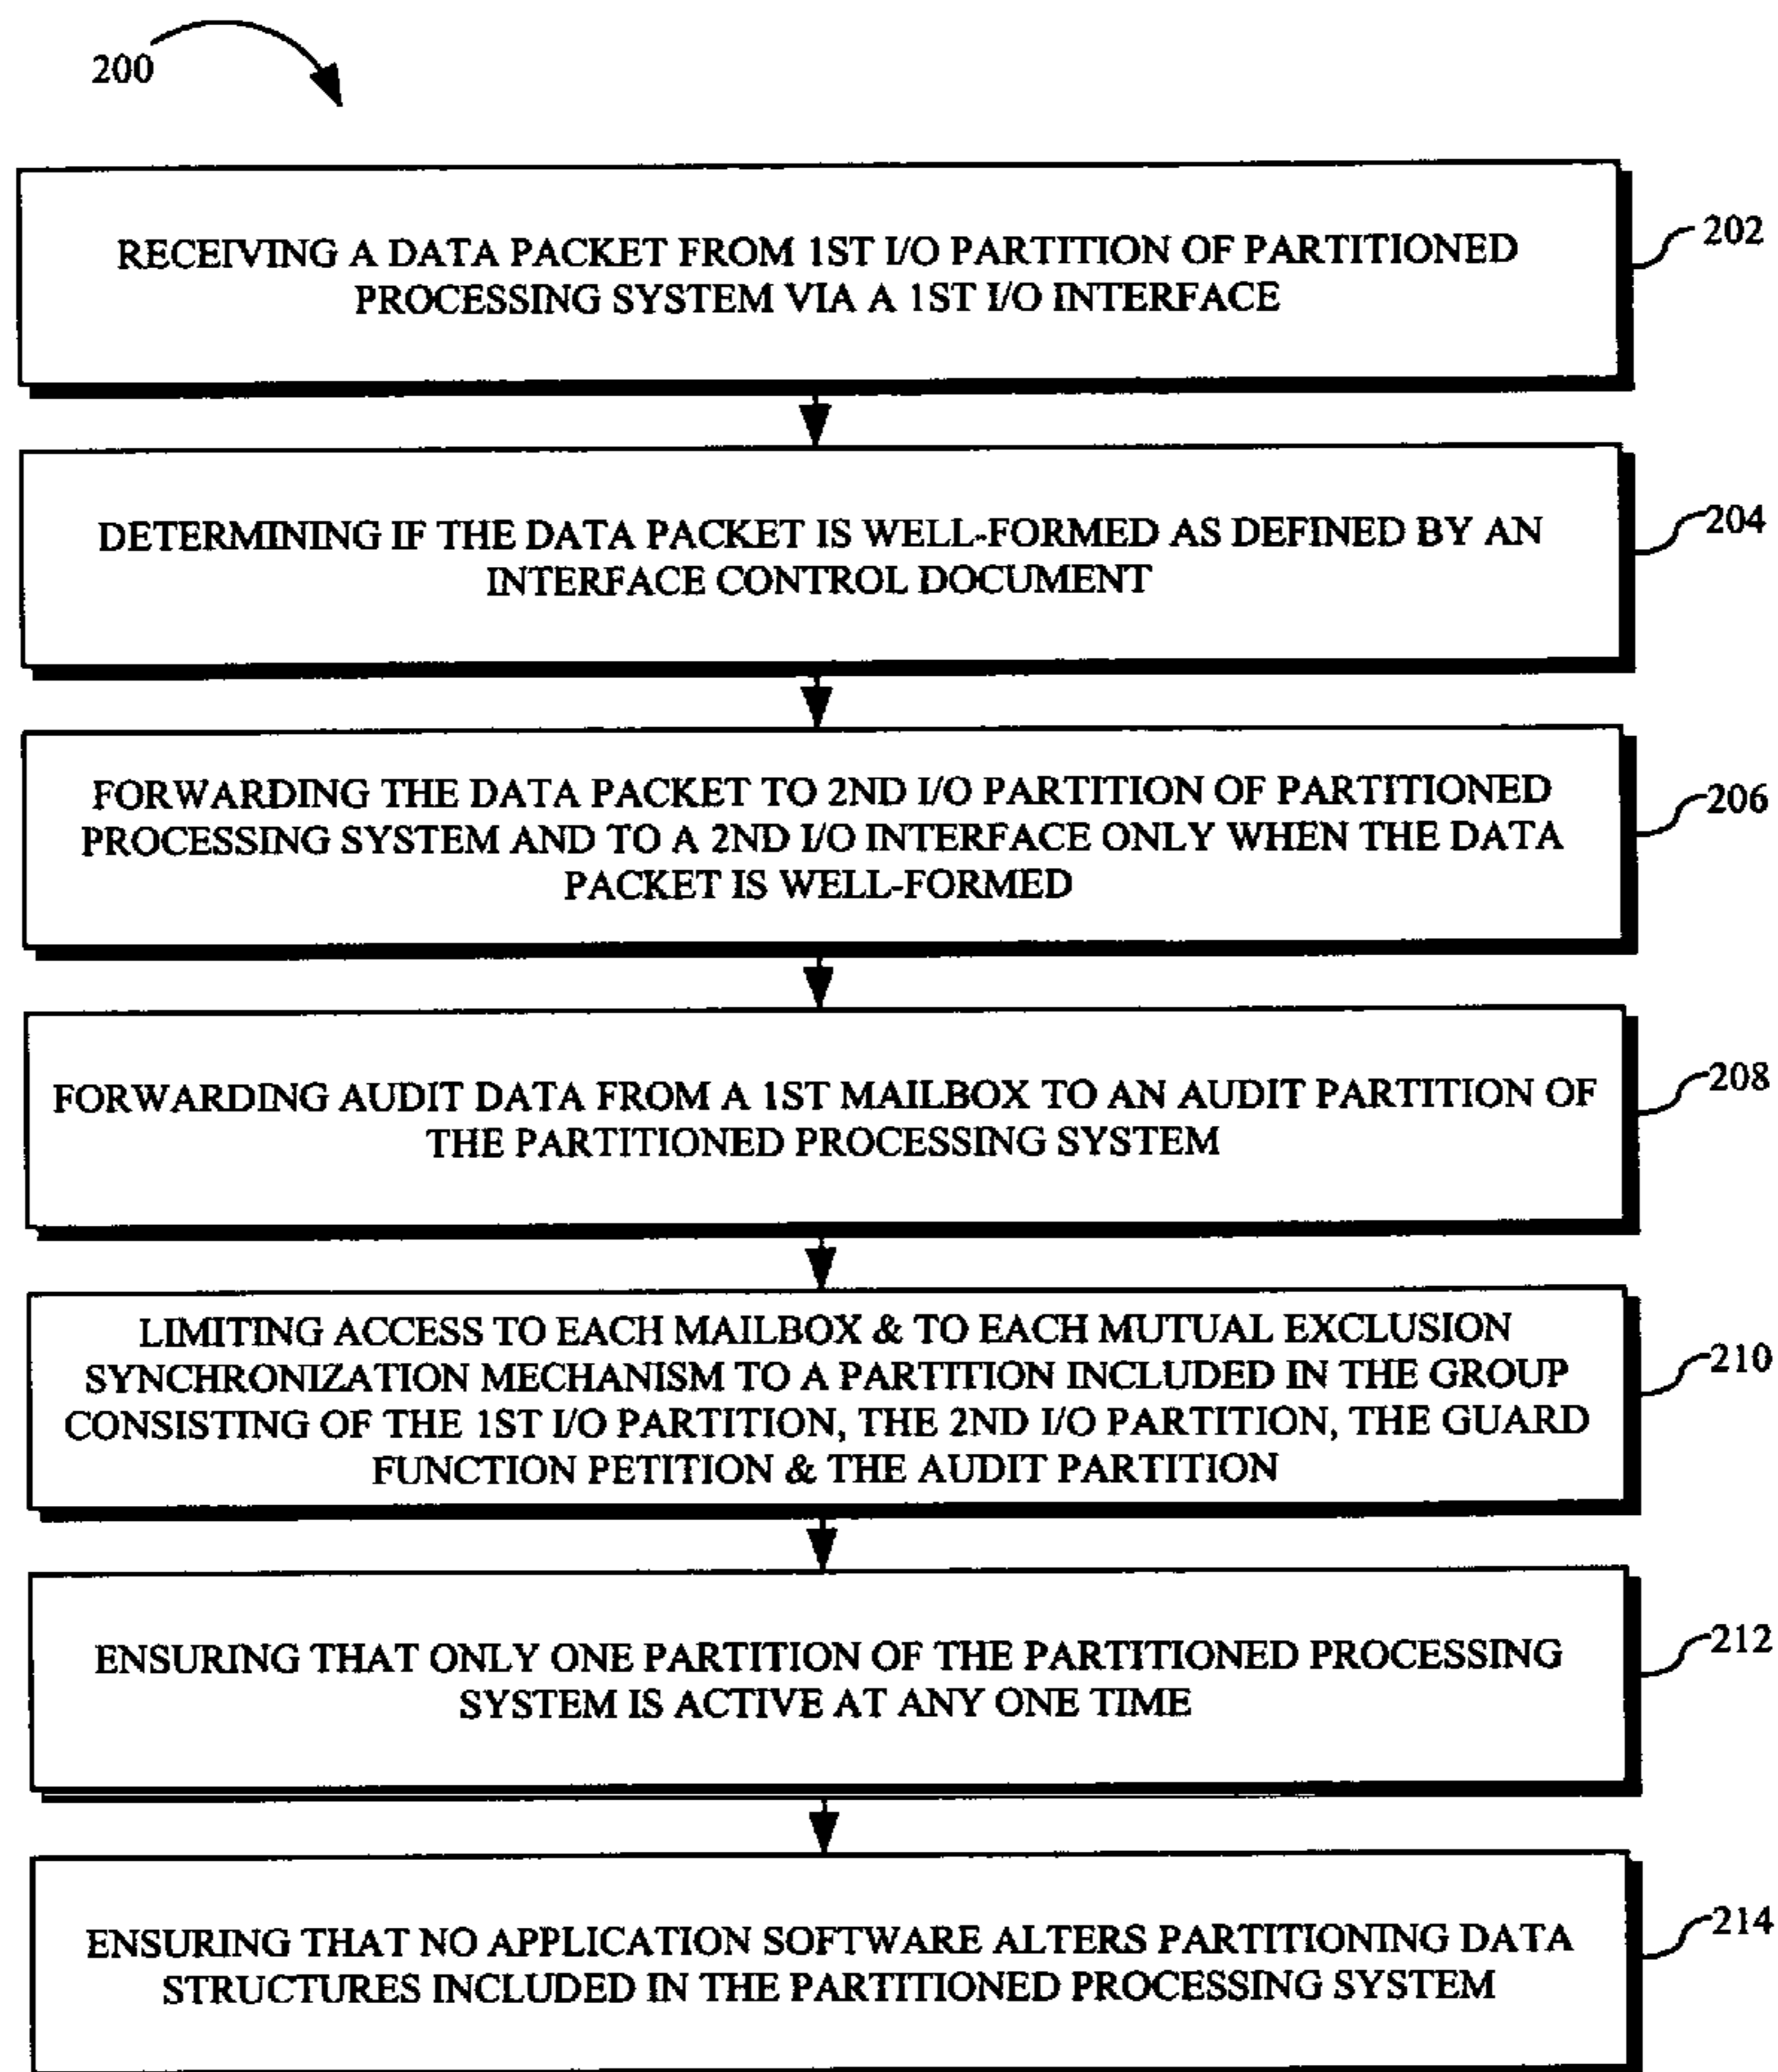 200
RECEIVING A DATA PACKET FROM 1ST I/O PARTITION OF PARTITIONED
PROCESSING SYSTEM VIA A 1ST I/O INTERFACE
202
DETERMINING IF THE DATA PACKET IS WELL-FORMED AS DEFINED BY AN
INTERFACE CONTROL DOCUMENT
204
FORWARDING THE DATA PACKET TO 2ND I/O PARTITION OF PARTITIONED
PROCESSING SYSTEM AND TO A 2ND I/O INTERFACE ONLY WHEN THE DATA
PACKET IS WELL-FORMED
206
FORWARDING AUDIT DATA FROM A 1ST MAILBOX TO AN AUDIT PARTITION OF
THE PARTITIONED PROCESSING SYSTEM
208
LIMITING ACCESS TO EACH MAILBOX & TO EACH MUTUAL EXCLUSION
SYNCHRONIZATION MECHANISM TO A PARTITION INCLUDED IN THE GROUP
CONSISTING OF THE 1ST I/O PARTITION, THE 2ND I/O PARTITION, THE GUARD
FUNCTION PETITION & THE AUDIT PARTITION
210
ENSURING THAT ONLY ONE PARTITION OF THE PARTITIONED PROCESSING
SYSTEM IS ACTIVE AT ANY ONE TIME
212
ENSURING THAT NO APPLICATION SOFTWARE ALTERS PARTITIONING DATA
STRUCTURES INCLUDED IN THE PARTITIONED PROCESSING SYSTEM
214